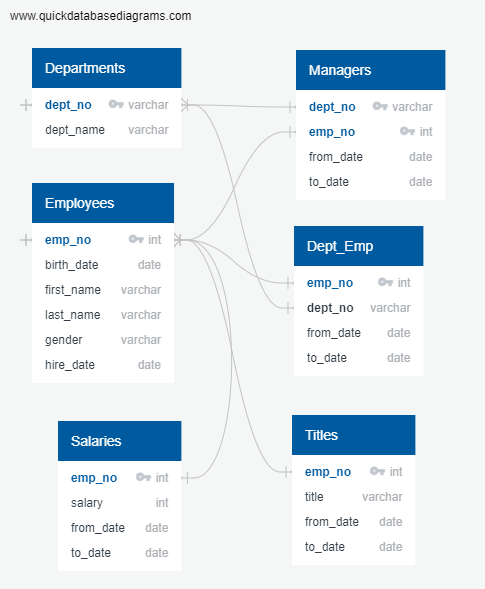 www.quickdatabasediagrams.com
Departments
dept_no varchar
dept_name varchar
Managers
dept_no varchar
emp_no int
from_date date
to_date date
Employees
emp_no int
birth_date date
first_name varchar
last_name varchar
gender varchar
hire_date date
Dept_Emp
emp_no int
dept_no varchar
from_date date
to_date date
Salaries
emp_no int
salary int
from_date date
to_date date
Titles
emp_no int
title varchar
from_date date
to_date date